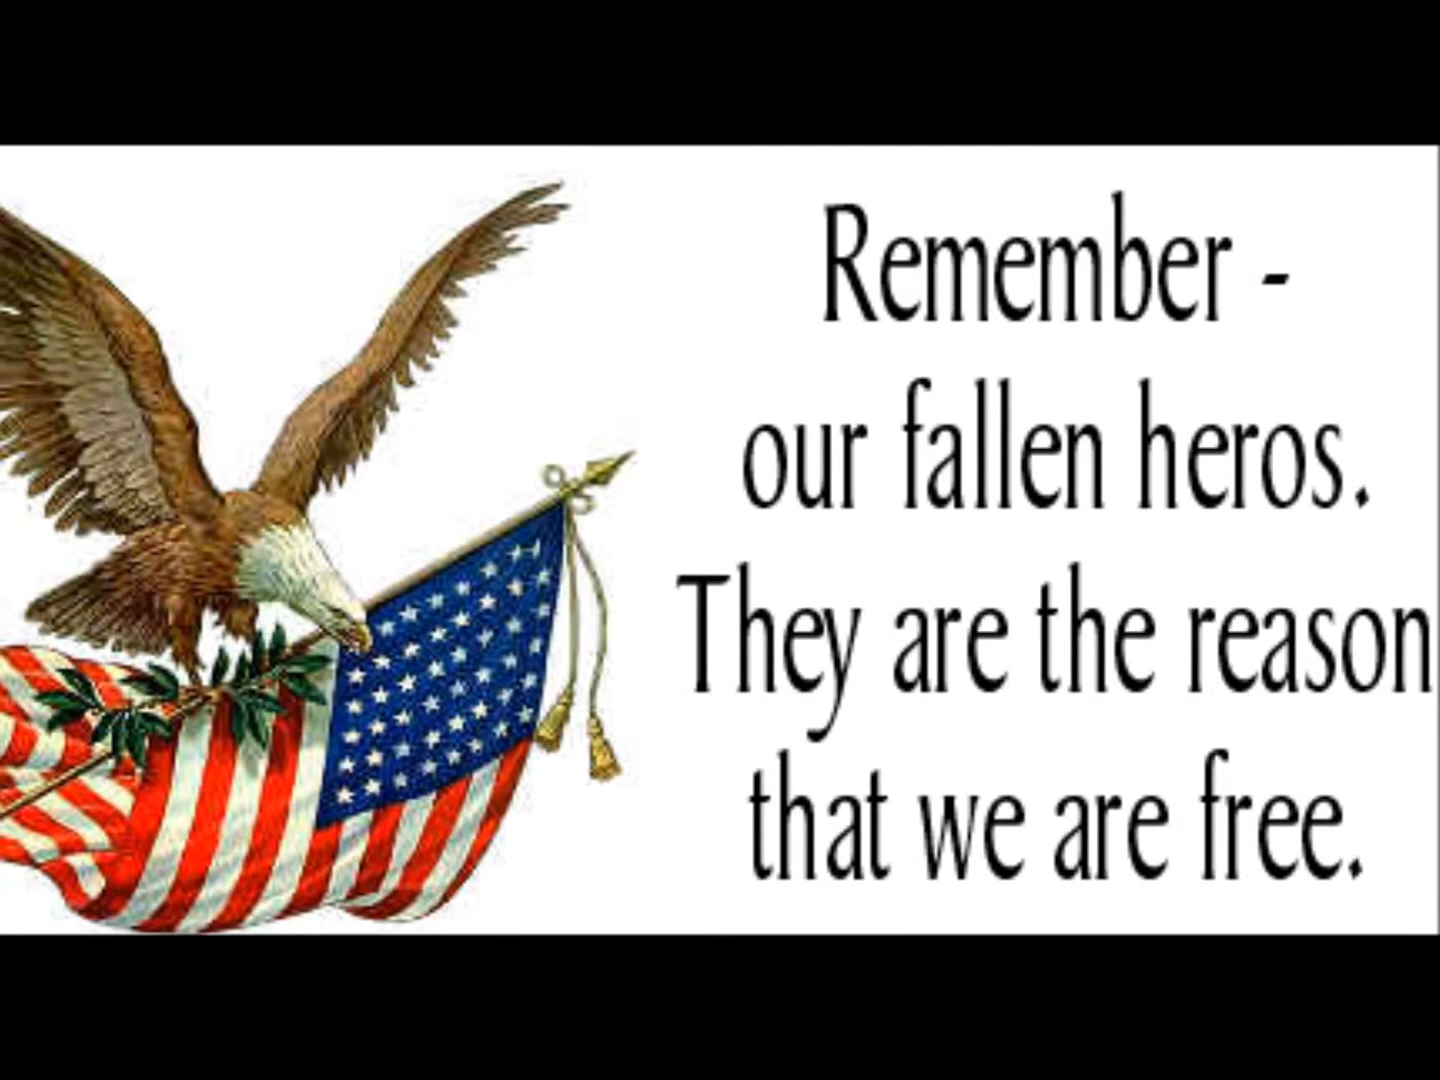 Remember -
our fallen heros.
They are the reason
that we are free.